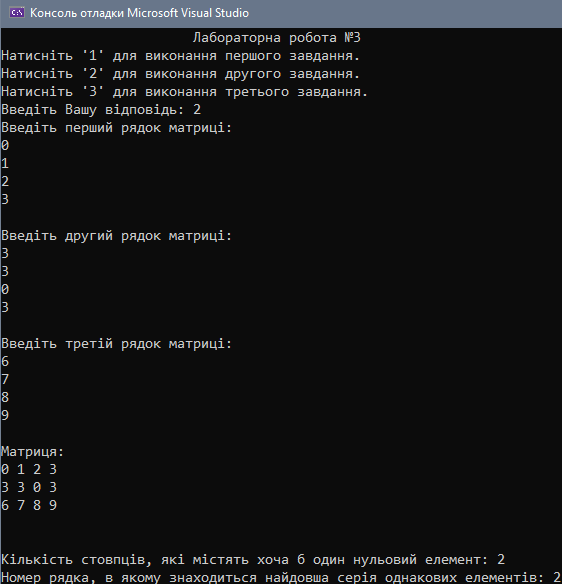 Консоль отладки Microsoft Visual Studio
Лабораторна робота №3
Натисніть '1' для виконання першого завдання.
Натисніть '2' для виконання другого завдання.
Натисніть '3' для виконання третього завдання.
Введіть Вашу відповідь: 2
Введіть перший рядок матриці:
0
1
2
3
Введіть другий рядок матриці:
3
3
0
3
Введіть третій рядок матриці:
6
7
8
9
Матриця:
0 1 2 3
3 3 0 3
6 7 8 9
Кількість стовпців, які містять хоча б один нульовий елемент: 2
Номер рядка, в якому знаходиться найдовша серія однакових елементів: 2